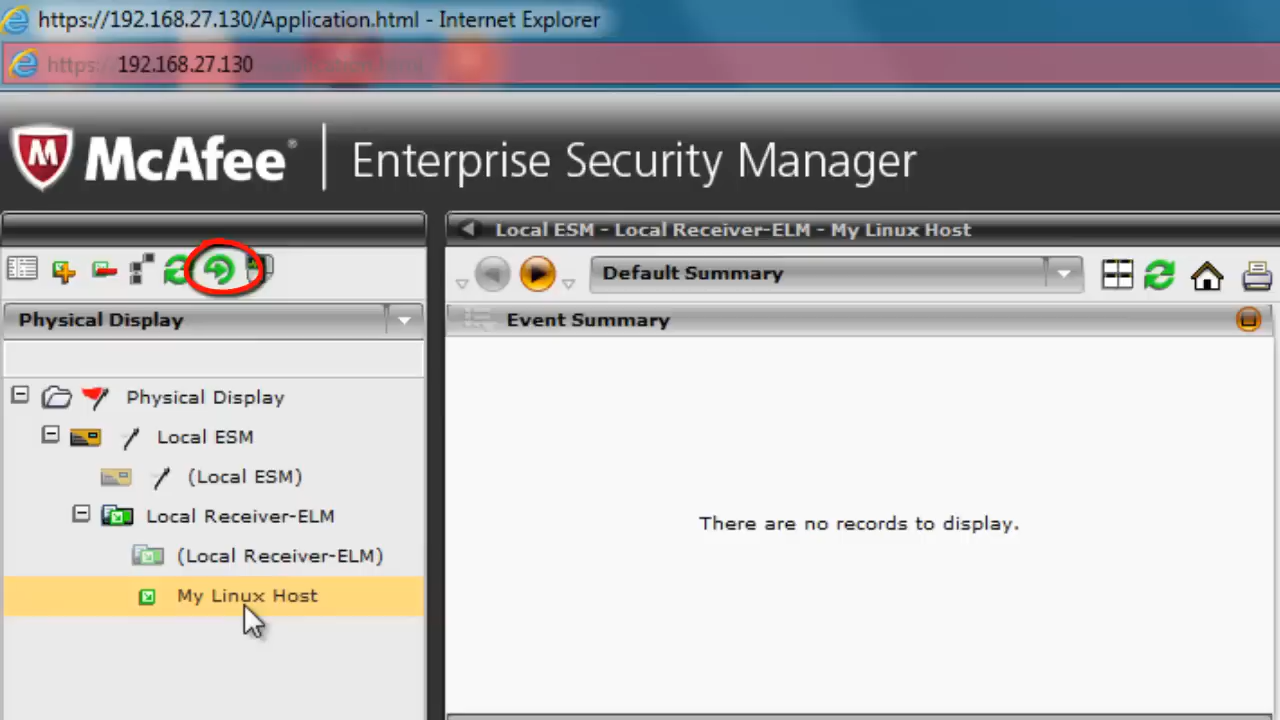 https://192.168.27.130/Application.html - Internet Explorer
https: 192.168.27.130
McAfee® | Enterprise Security Manager
Local ESM - Local Receiver-ELM - My Linux Host
Default Summary
Physical Display
Event Summary
Physical Display
Local ESM
(Local ESM)
Local Receiver-ELM
(Local Receiver-ELM)
My Linux Host
There are no records to display.